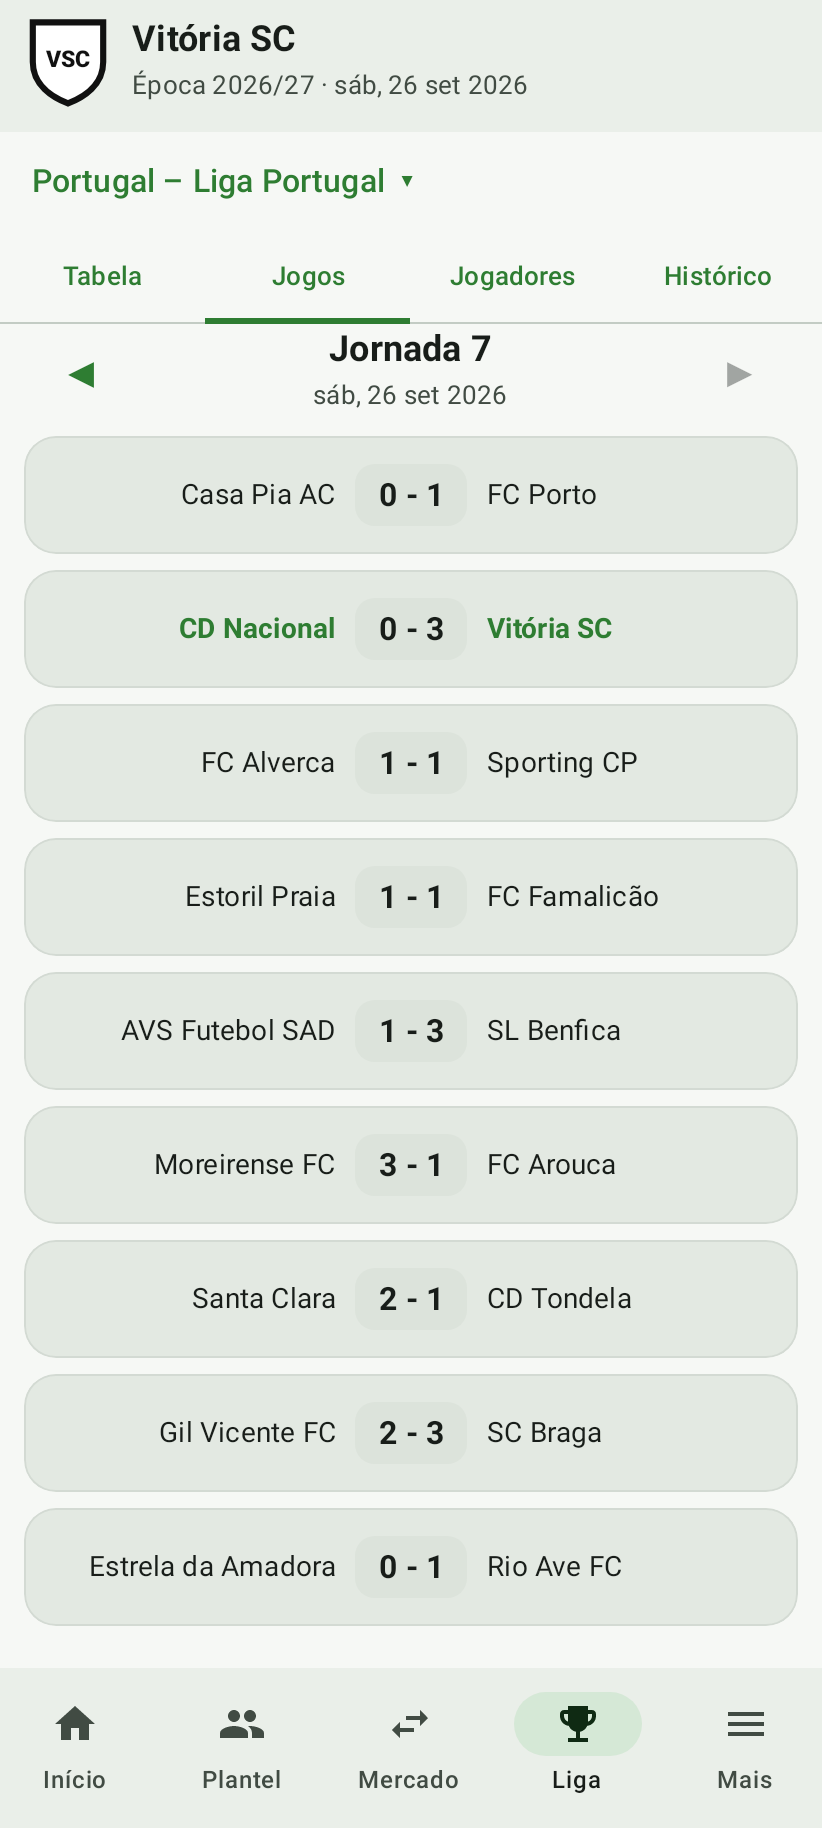 VSC
Vitória SC
Época 2026/27 · sáb, 26 set 2026
Portugal – Liga Portugal ▼
Tabela Jogos Jogadores Histórico
Jornada 7
sáb, 26 set 2026
Casa Pia AC 0 - 1 FC Porto
CD Nacional 0 - 3 Vitória SC
FC Alverca 1 - 1 Sporting CP
Estoril Praia 1 - 1 FC Famalicão
AVS Futebol SAD 1 - 3 SL Benfica
Moreirense FC 3 - 1 FC Arouca
Santa Clara 2 - 1 CD Tondela
Gil Vicente FC 2 - 3 SC Braga
Estrela da Amadora 0 - 1 Rio Ave FC
Início Plantel Mercado Liga Mais